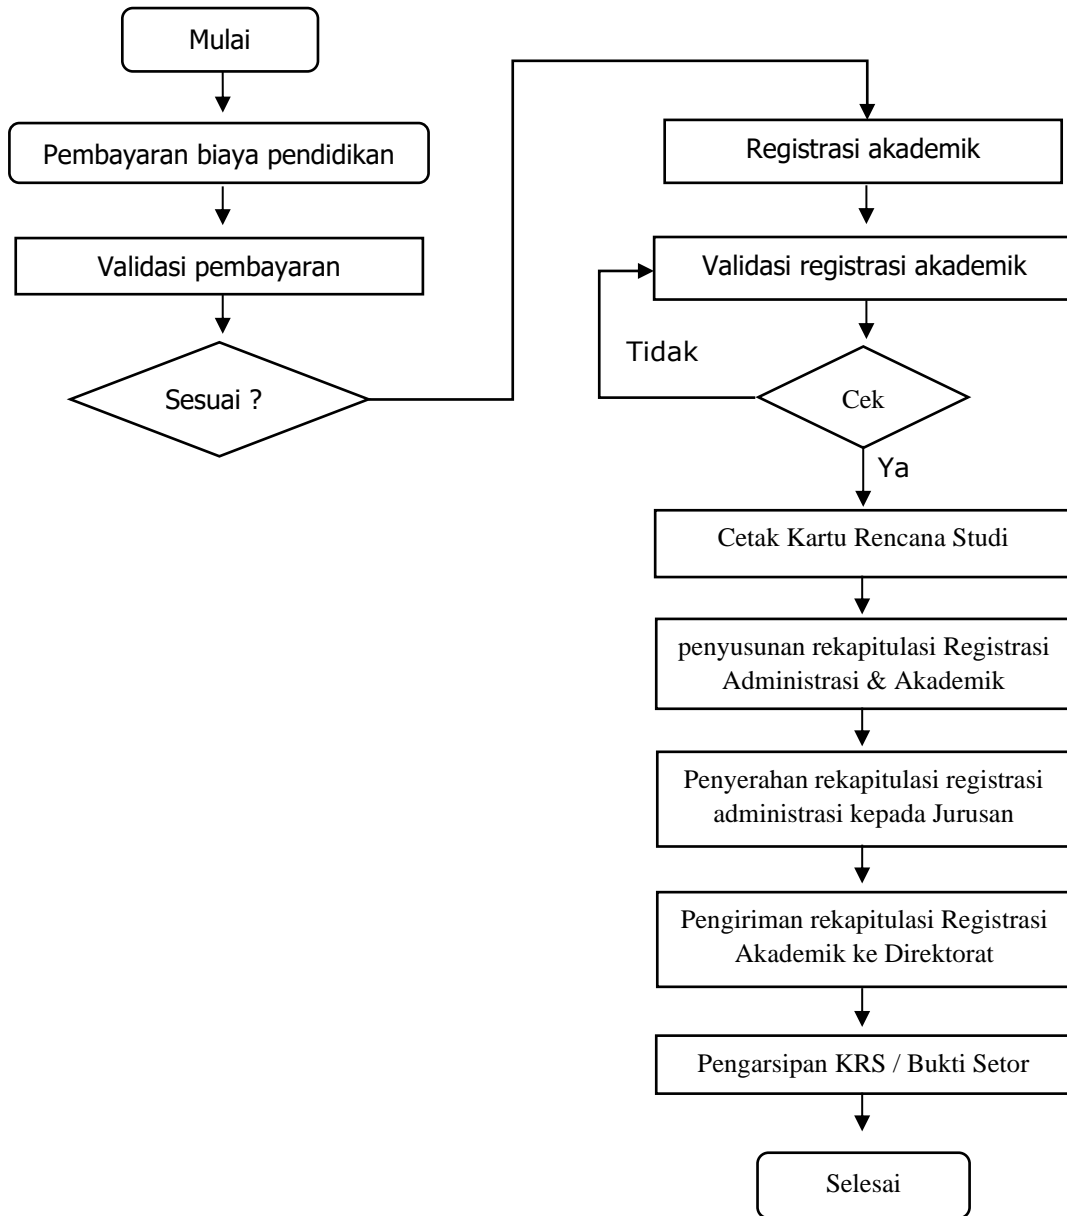 Mulai
Pembayaran biaya pendidikan
Validasi pembayaran
Sesuai ?
Registrasi akademik
Validasi registrasi akademik
Tidak
Cek
Ya
Cetak Kartu Rencana Studi
penyusunan rekapitulasi Registrasi
Administrasi & Akademik
Penyerahan rekapitulasi registrasi
administrasi kepada Jurusan
Pengiriman rekapitulasi Registrasi
Akademik ke Direktorat
Pengarsipan KRS / Bukti Setor
Selesai